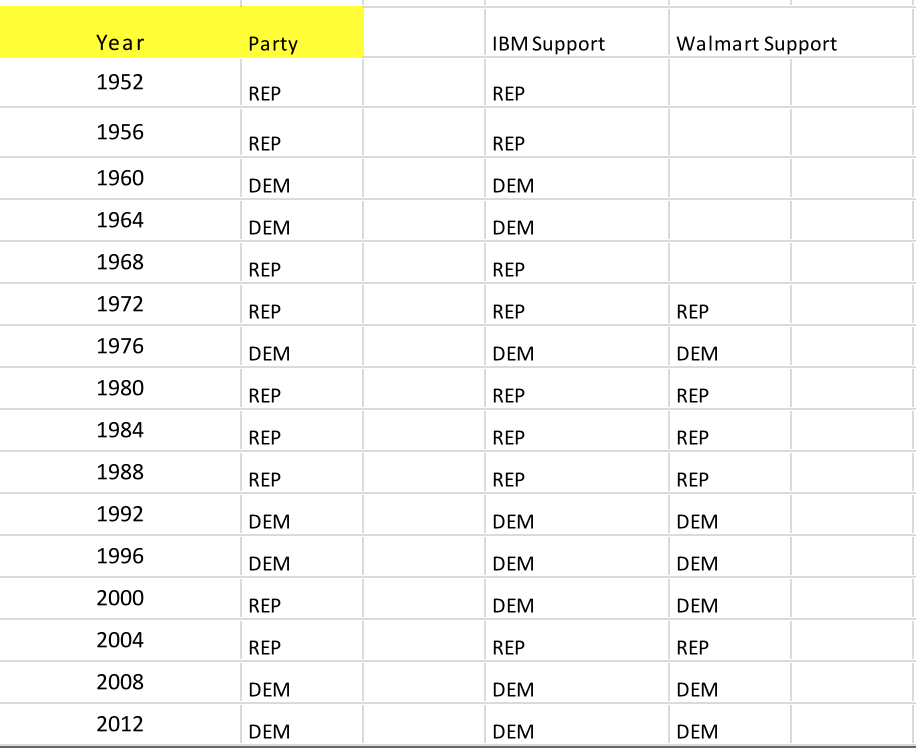 Year Party IBM Support Walmart Support
1952 REP REP
1956 REP REP
1960 DEM DEM
1964 DEM DEM
1968 REP REP
1972 REP REP REP
1976 DEM DEM DEM
1980 REP REP REP
1984 REP REP REP
1988 REP REP REP
1992 DEM DEM DEM
1996 DEM DEM DEM
2000 REP DEM DEM
2004 REP REP REP
2008 DEM DEM DEM
2012 DEM DEM DEM